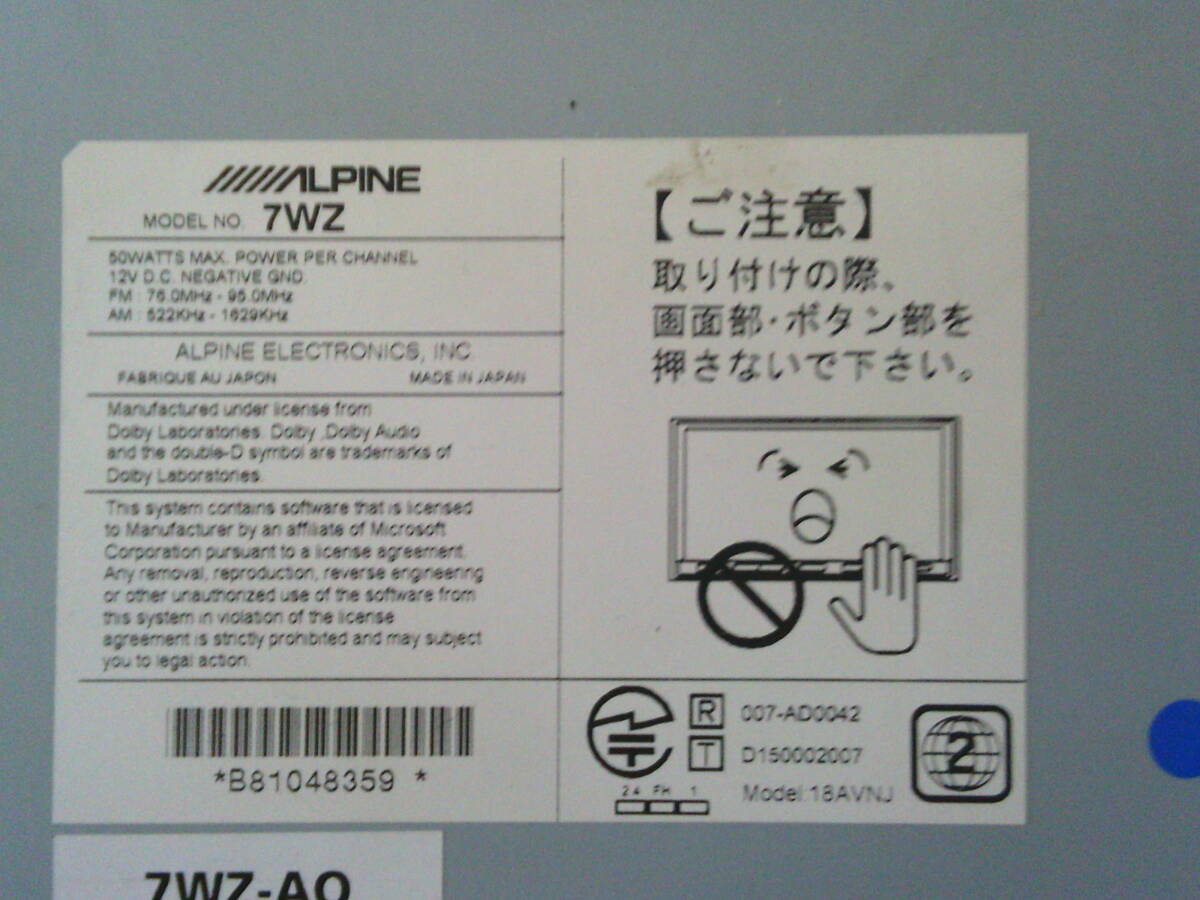 ALPINE
MODEL NO. 7WZ
50WATTS MAX. POWER PER CHANNEL
12V D.C. NEGATIVE GND.
FM : 76.0MHz - 95.0MHz
AM : 522KHz - 1629KHz
ALPINE ELECTRONICS, INC.
FABRIQUE AU JAPON MADE IN JAPAN
Manufactured under license from
Dolby Laboratories. Dolby ,Dolby Audio
and the double-D symbol are trademarks of
Dolby Laboratories.
This system contains software that is licensed
to Manufacturer by an affiliate of Microsoft
Corporation pursuant to a license agreement.
Any removal, reproduction, reverse engineering
or other unauthorized use of the software from
this system in violation of the license
agreement is strictly prohibited and may subject
you to legal action.
*B81048359 *
【ご注意】
取り付けの際、
画面部・ボタン部を
押さないで下さい。
R 007-AD0042
T D150002007
2.4 FH 1
Model:18AVNJ
2
7WZ-AO